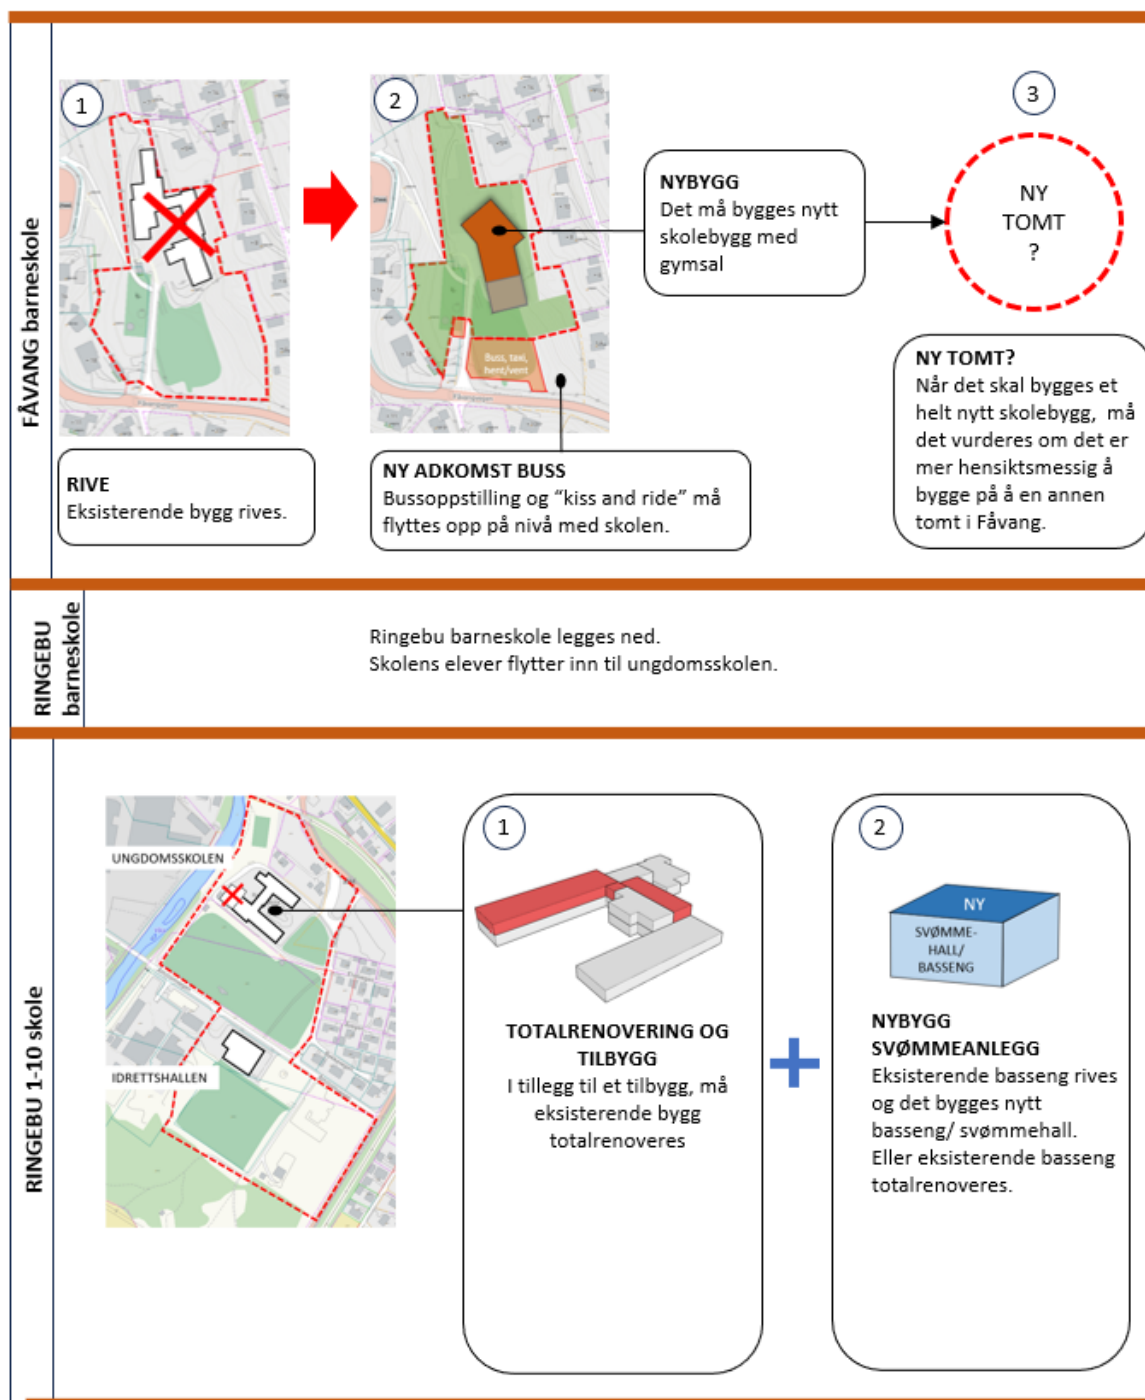 FÅVANG barneskole
1
2
Buss, taxi,
hent/vent
3
NYBYGG
Det må bygges nytt
skolebygg med
gymsal
NY
TOMT
?
RIVE
Eksisterende bygg rives.
NY ADKOMST BUSS
Bussoppstilling og “kiss and ride” må
flyttes opp på nivå med skolen.
NY TOMT?
Når det skal bygges et
helt nytt skolebygg, må
det vurderes om det er
mer hensiktsmessig å
bygge på å en annen
tomt i Fåvang.
RINGEBU
barneskole
Ringebu barneskole legges ned.
Skolens elever flytter inn til ungdomsskolen.
RINGEBU 1-10 skole
UNGDOMSSKOLEN
IDRETTSHALLEN
1
TOTALRENOVERING OG
TILBYGG
I tillegg til et tilbygg, må
eksisterende bygg
totalrenoveres
2
NY
SVØMME-
HALL/
BASSENG
NYBYGG
SVØMMEANLEGG
Eksisterende basseng rives
og det bygges nytt
basseng/ svømmehall.
Eller eksisterende basseng
totalrenoveres.